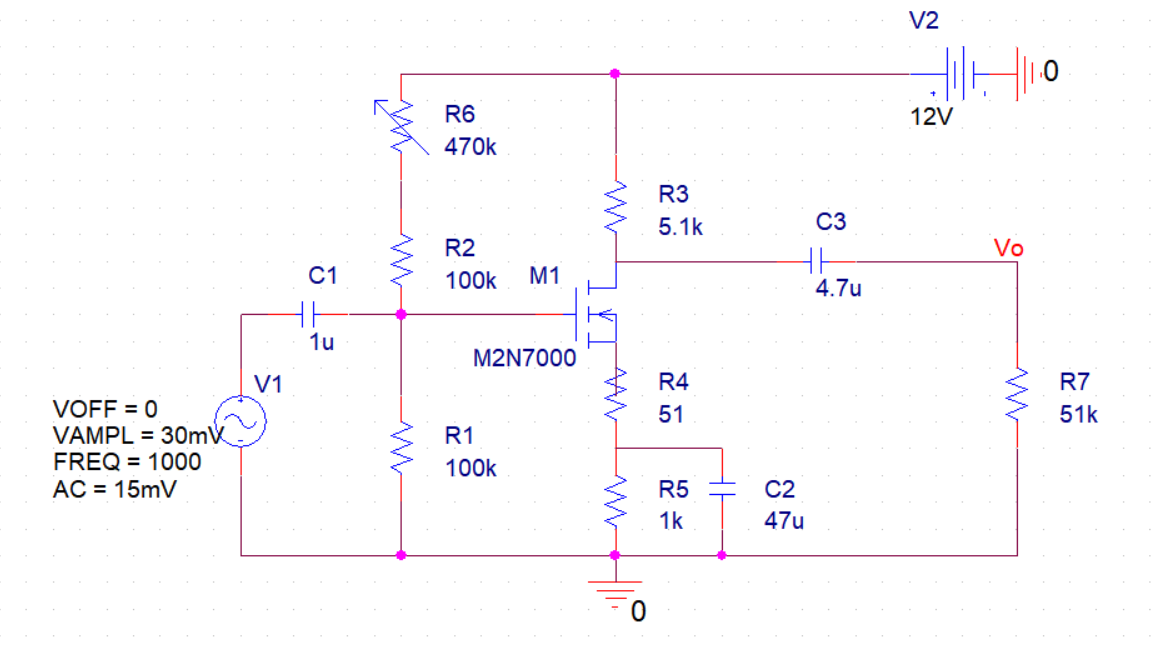 V2
0
12V
R6
470k
R3
5.1k
C3
Vo
R2
100k
C1
M1
4.7u
1u
M2N7000
V1
R4
51
R7
51k
VOFF = 0
VAMPL = 30mV
FREQ = 1000
AC = 15mV
R1
100k
R5
1k
C2
47u
0